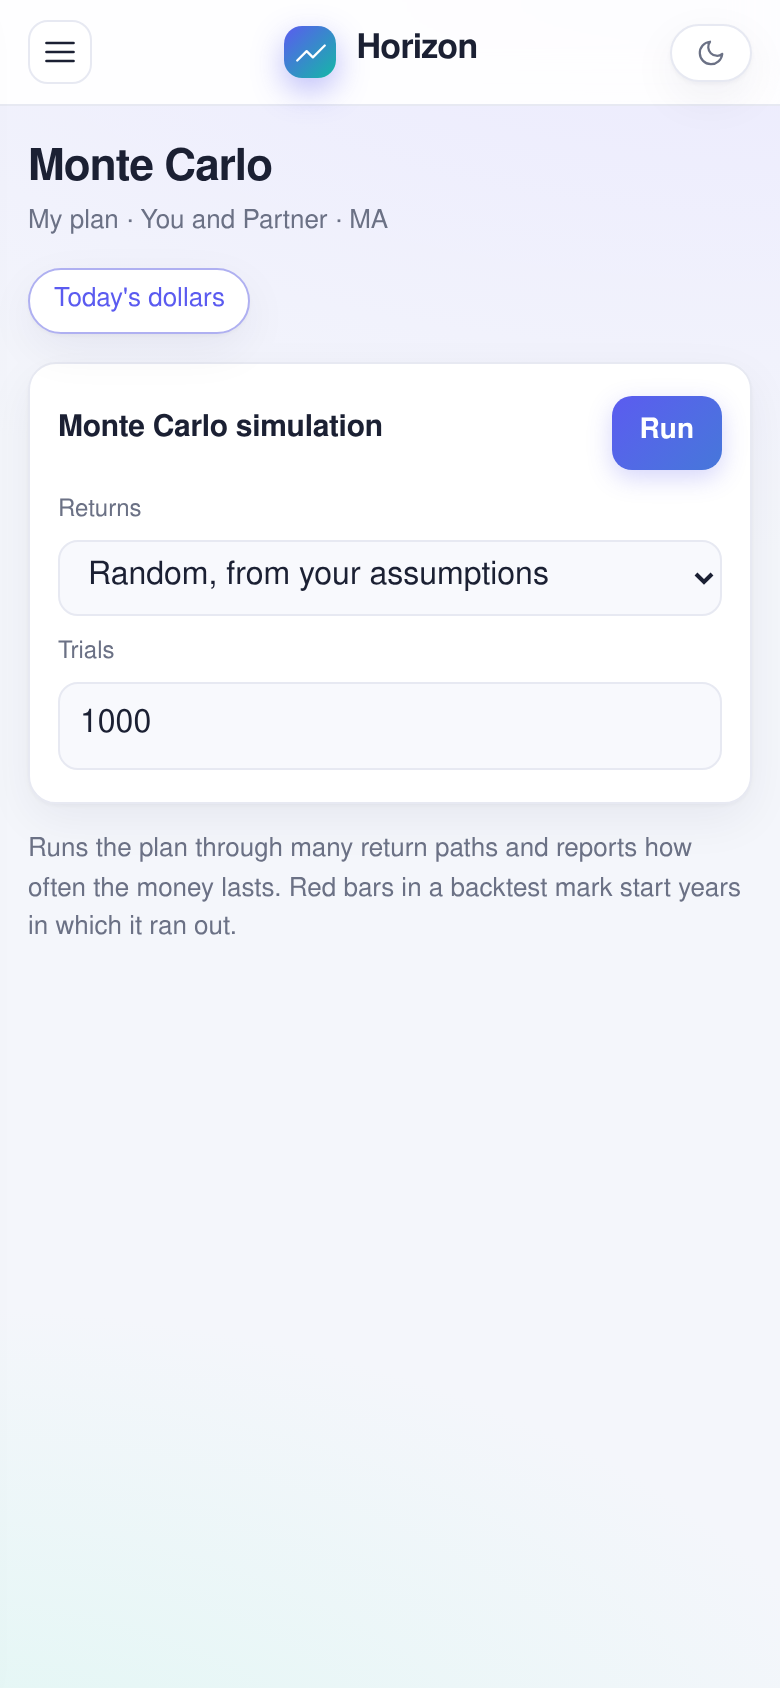 Horizon
Monte Carlo
My plan · You and Partner · MA
Today's dollars
Monte Carlo simulation
Run
Returns
Random, from your assumptions
Trials
1000
Runs the plan through many return paths and reports how
often the money lasts. Red bars in a backtest mark start years
in which it ran out.